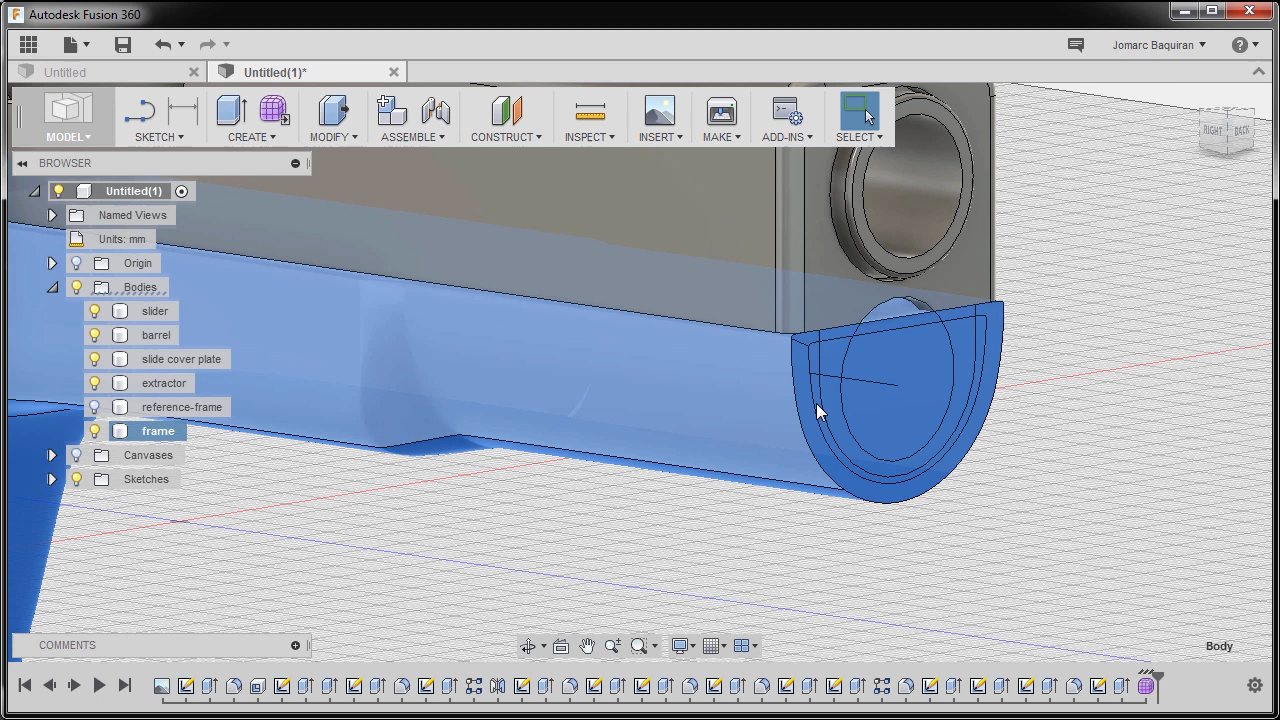 Autodesk Fusion 360
Jomarc Baquiran
Untitled
Untitled(1)*
MODEL
SKETCH
CREATE
MODIFY
ASSEMBLE
CONSTRUCT
INSPECT
INSERT
MAKE
ADD-INS
SELECT
RIGHT
BACK
BROWSER
Untitled(1)
Named Views
Units: mm
Origin
Bodies
slider
barrel
slide cover plate
extractor
reference-frame
frame
Canvases
Sketches
COMMENTS
Body